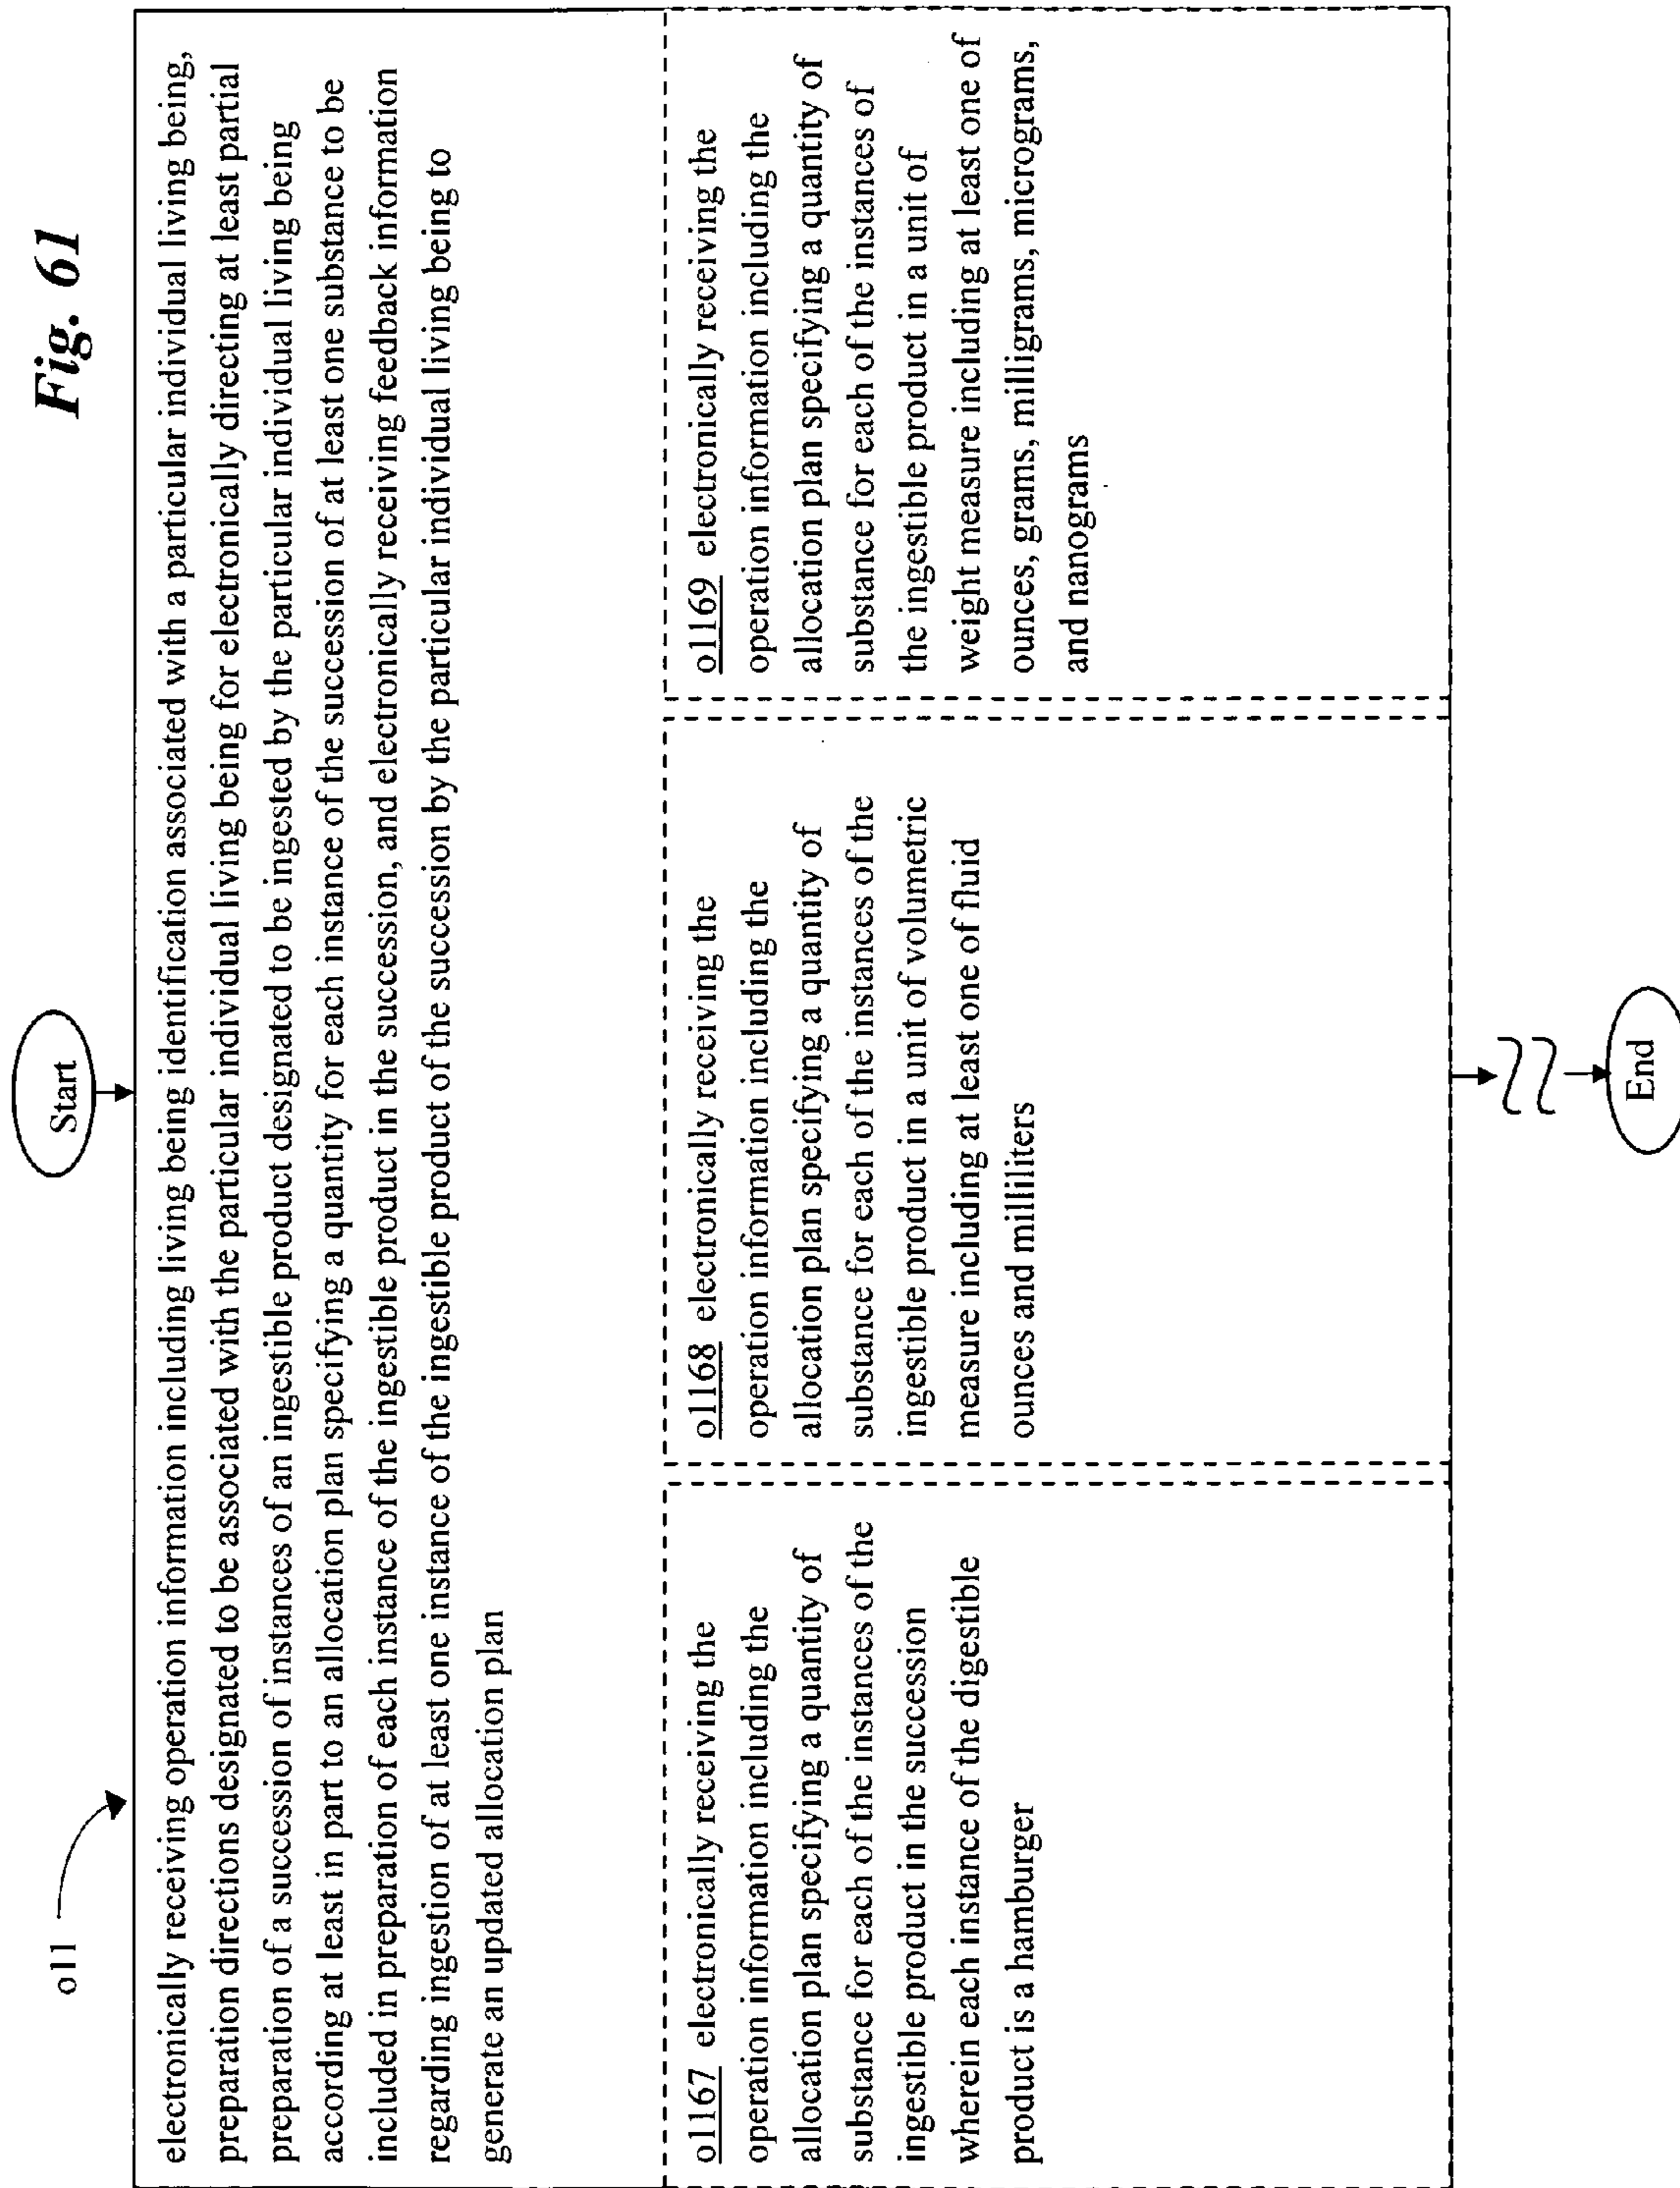 Fig. 61
Start
o11
electronically receiving operation information including living being identification associated with a particular individual living being,
preparation directions designated to be associated with the particular individual living being for electronically directing at least partial
preparation of a succession of instances of an ingestible product designated to be ingested by the particular individual living being
according at least in part to an allocation plan specifying a quantity for each instance of the succession of at least one substance to be
included in preparation of each instance of the ingestible product in the succession, and electronically receiving feedback information
regarding ingestion of at least one instance of the ingestible product of the succession by the particular individual living being to
generate an updated allocation plan
o1167 electronically receiving the
operation information including the
allocation plan specifying a quantity of
substance for each of the instances of the
ingestible product in the succession
wherein each instance of the digestible
product is a hamburger
o1168 electronically receiving the
operation information including the
allocation plan specifying a quantity of
substance for each of the instances of the
ingestible product in a unit of volumetric
measure including at least one of fluid
ounces and milliliters
o1169 electronically receiving the
operation information including the
allocation plan specifying a quantity of
substance for each of the instances of
the ingestible product in a unit of
weight measure including at least one of
ounces, grams, milligrams, micrograms,
and nanograms
End